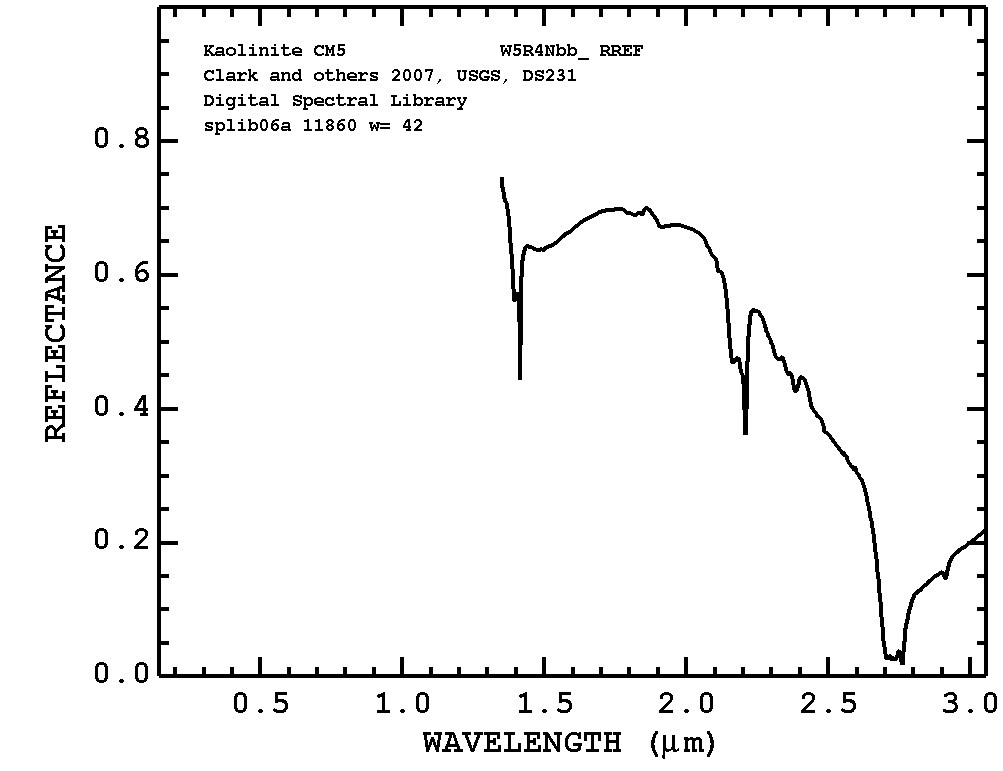 Kaolinite CM5 W5R4Nbb_ RREF
Clark and others 2007, USGS, DS231
Digital Spectral Library
splib06a 11860 w= 42
REFLECTANCE
0.8
0.6
0.4
0.2
0.0
0.5 1.0 1.5 2.0 2.5 3.0
WAVELENGTH (μm)